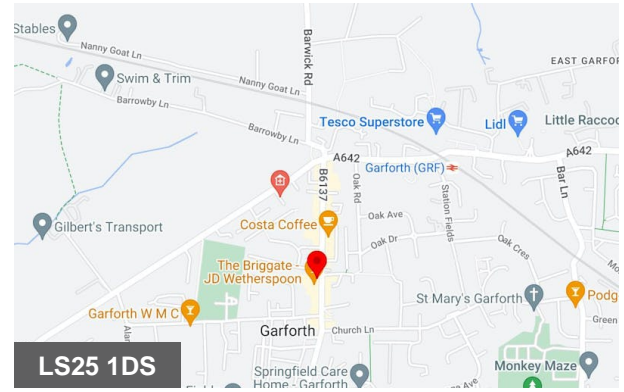 Stables
Nanny Goat Ln
Swim & Trim
Nanny Goat Ln
Barrowby Ln
Barwick Rd
EAST GARFOR
Tesco Superstore
Lidl
Little Raccoo
Barrowby Ln
A642
A642
Garforth (GRF)
B6137
Oak Rd
Station Fields
Bar Ln
Gilbert's Transport
Costa Coffee
Oak Ave
Oak Dr
Oak Cres
The Briggate -
JD Wetherspoon
St Mary's Garforth
Podg
Garforth W M C
Green
Garforth
Church Ln
LS25 1DS
Springfield Care
Home - Garforth
Monkey Maze